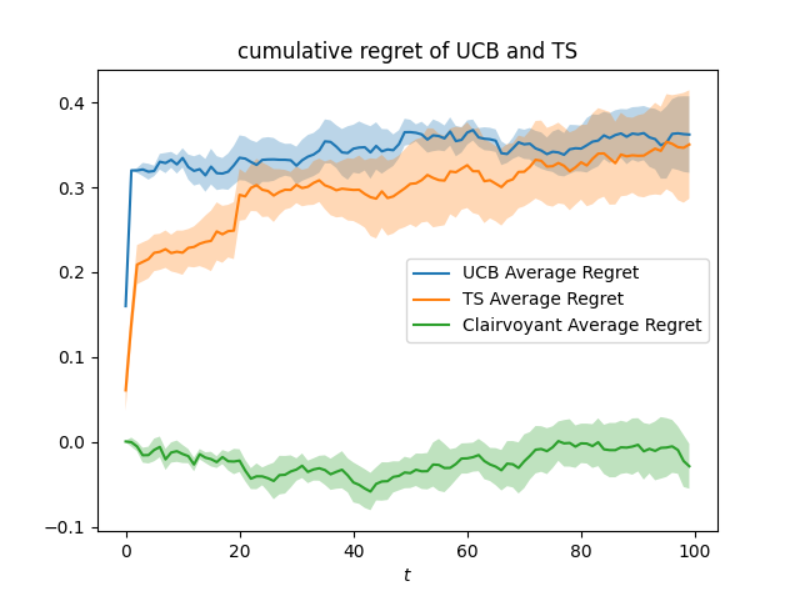 cumulative regret of UCB and TS
0.4
0.3
0.2
0.1
0.0
−0.1
UCB Average Regret
TS Average Regret
Clairvoyant Average Regret
0 20 40 60 80 100
t